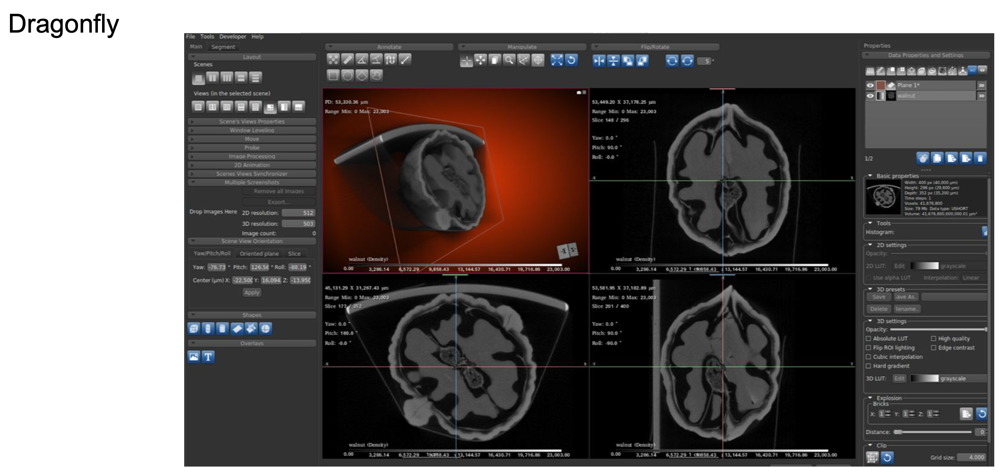 Dragonfly
File Tools Developer Help
Main Segment
Layout
Scenes
Views (in the selected scene)
Scene's Views Properties
Window Leveling
Move
Probe
Image Processing
2D Animation
Scenes Views Synchronizer
Multiple Screenshots
Remove all Images
Export...
Drop Images Here
2D resolution: 512
3D resolution: 503
Image count: 0
Scene View Orientation
Yaw/Pitch/Roll Oriented plane Slice
Yaw: -76.73 ° Pitch: 126.56 ° Roll: -88.19 °
Center (µm) X: -22,500 Y: 16,094. Z: -13,950
Apply
Shapes
Overlays
T
Annotate
Manipulate
Flip/Rotate
5 °
PD: 53,330.36 µm
Range Min: 0 Max: 23,003
-X -Z
walnut (Density)
0.00 3,286.14 6,572.29 9,858.43 13,144.57 16,430.71 19,716.86 23,003.00
53,449.20 X 37,178.25 µm
Range Min: 0 Max: 23,003
Slice 148 / 296
Yaw: 0.0 °
Pitch: 90.0 °
Roll: -0.0 °
-X X
walnut (Density)
0.00 3,286.14 6,572.29 13,144.57 16,430.71 19,716.86 23,003.00
45,131.29 X 31,267.43 µm
Range Min: 0 Max: 23,003
Slice 177 / 352
Yaw: 0.0 °
Pitch: 180.0 °
Roll: -0.0 °
-X X
walnut (Density)
0.00 3,286.14 6,572.29 13,144.57 16,430.71 19,716.86 23,003.00
53,581.95 X 37,182.89 µm
Range Min: 0 Max: 23,003
Slice 201 / 400
Yaw: 0.0 °
Pitch: 90.0 °
Roll: -90.0 °
-Y Y
walnut (Density)
0.00 3,286.14 6,572.29 13,144.57 16,430.71 19,716.86 23,003.00
Properties
Data Properties and Settings
All
Plane 1* 3D
walnut 3D
1/2
Basic properties
Width: 400 px (40,000 µm)
Height: 296 px (29,600 µm)
Depth: 352 px (35,200 µm)
Time steps: 1
Voxels: 41,676,800
Size: 79 Mb Data type: USHORT
Volume: 41,676,800,000,000.01 µm³
Tools
Histogram:
2D settings
Opacity:
2D LUT: Edit grayscale
Use alpha LUT Interpolation: Linear
3D presets
Save ave As..
Delete ename..
3D settings
Opacity:
Absolute LUT High quality
Flip ROI lighting Edge contrast
Cubic interpolation
Hard gradient
3D LUT: Edit grayscale
Explosion
Bricks
X: 1 Y: 1 Z: 1
Distance: 0
Clip
Grid size: 4.000